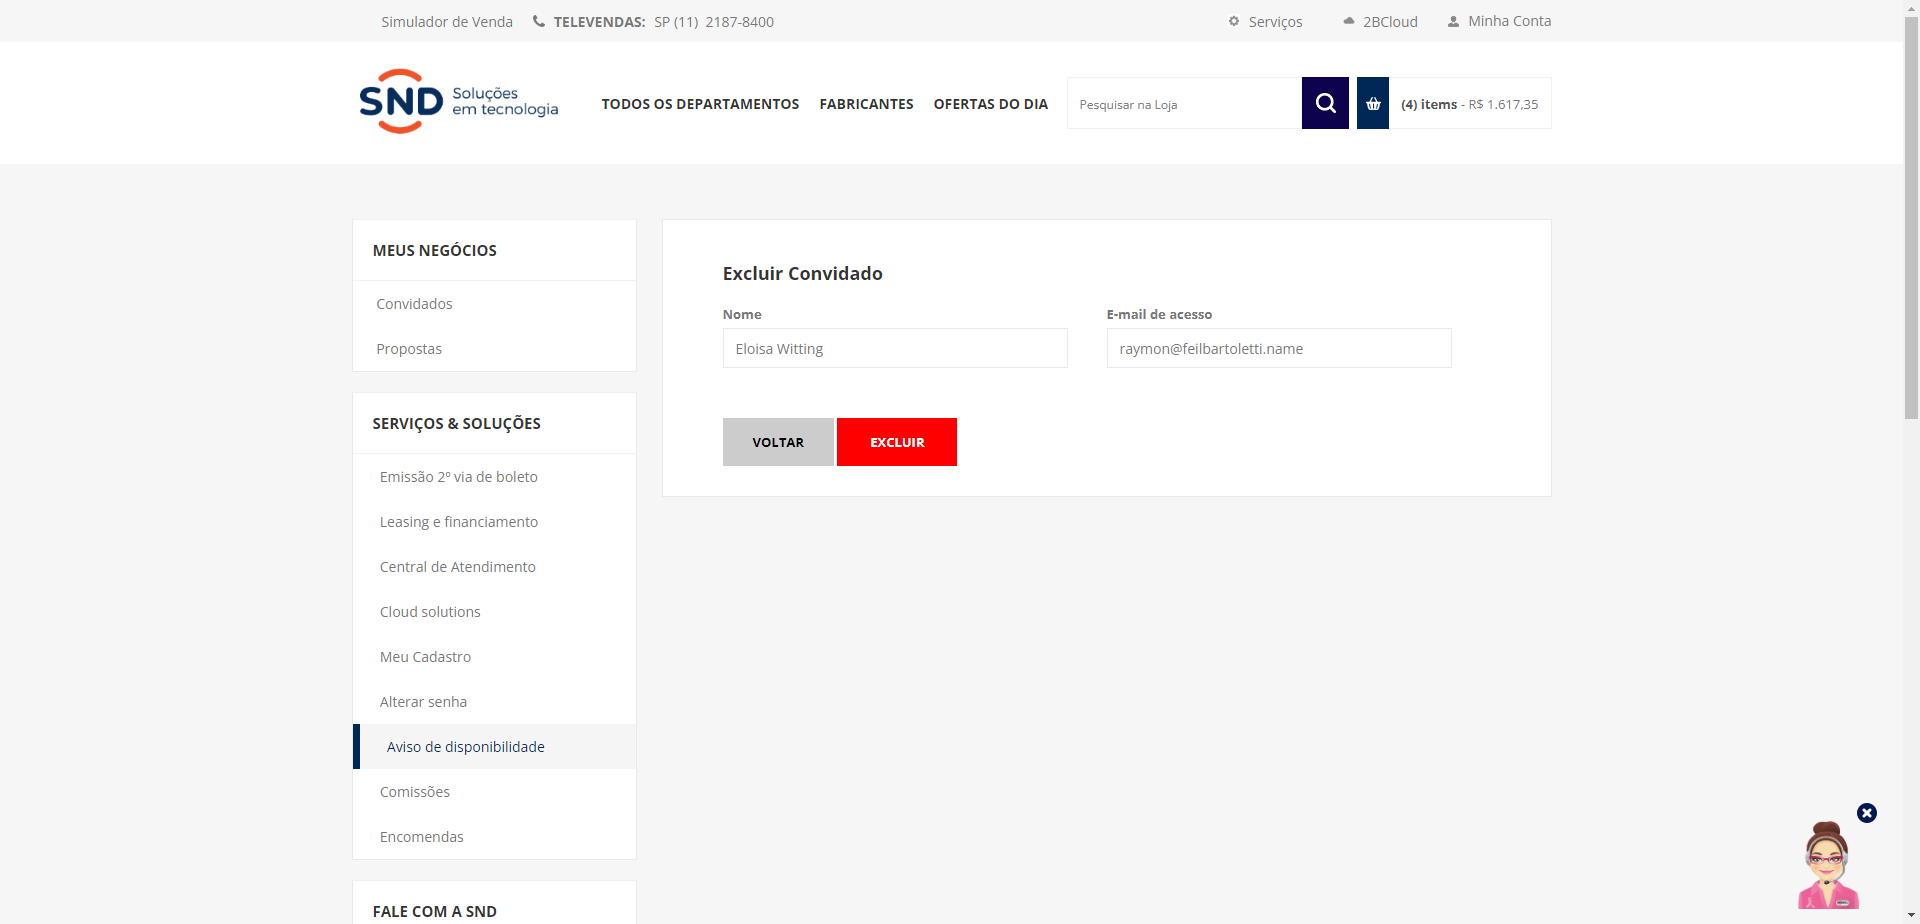 Simulador de Venda
TELEVENDAS: SP (11) 2187-8400
Serviços
2BCloud
Minha Conta
SND Soluções
em tecnologia
TODOS OS DEPARTAMENTOS
FABRICANTES
OFERTAS DO DIA
Pesquisar na Loja
(4) items - R$ 1.617,35
MEUS NEGÓCIOS
Convidados
Propostas
SERVIÇOS & SOLUÇÕES
Emissão 2º via de boleto
Leasing e financiamento
Central de Atendimento
Cloud solutions
Meu Cadastro
Alterar senha
Aviso de disponibilidade
Comissões
Encomendas
FALE COM A SND
Excluir Convidado
Nome
Eloisa Witting
E-mail de acesso
raymon@feilbartoletti.name
VOLTAR
EXCLUIR